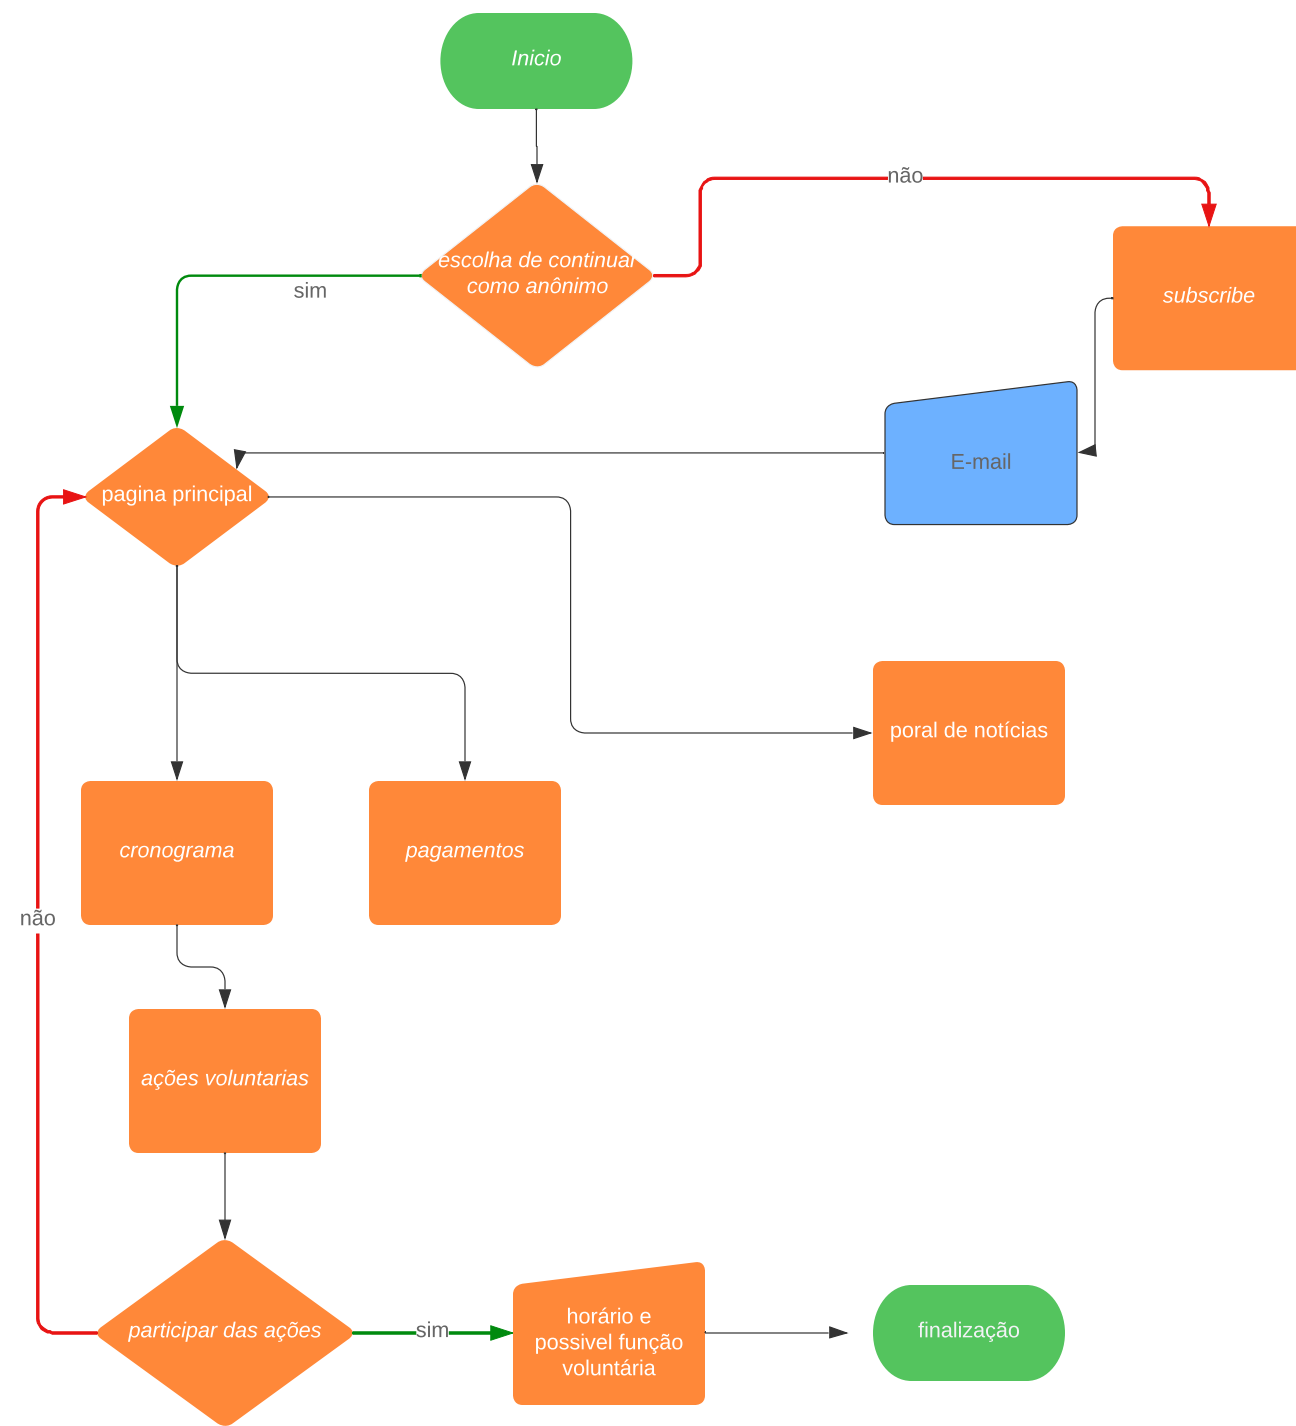 Inicio
não
escolha de continuar
como anônimo
sim
subscribe
E-mail
pagina principal
poral de notícias
cronograma
pagamentos
não
ações voluntarias
participar das ações
sim
horário e
possivel função
voluntária
finalização